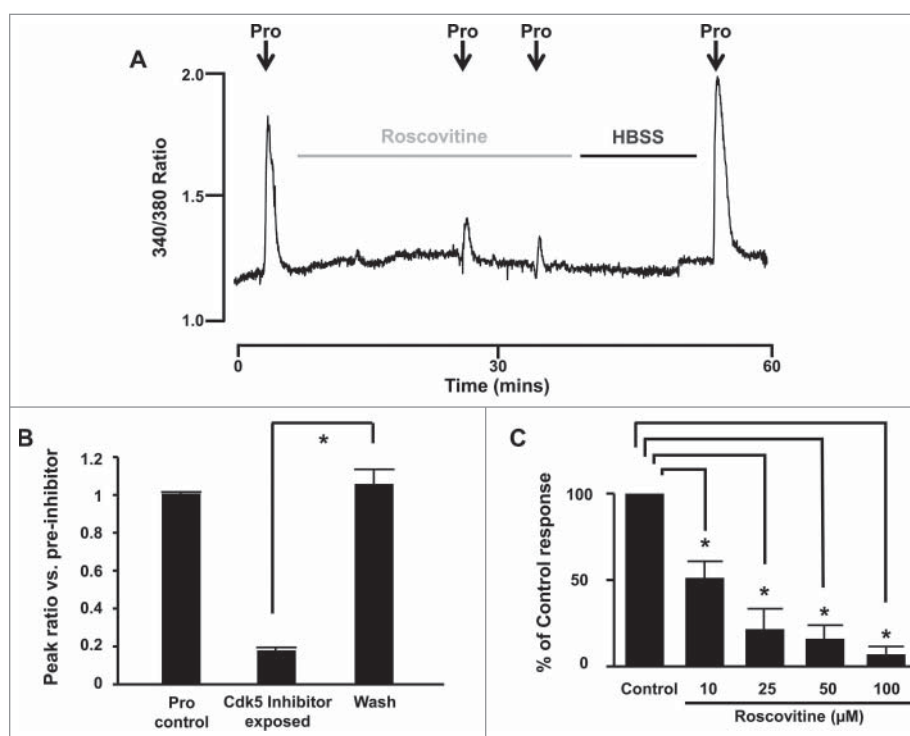 Pro Pro Pro Pro
A
2.0
Roscovitine HBSS
340/380 Ratio
1.5
1.0
0 30 60
Time (mins)
B
Peak ratio vs. pre-inhibitor
1.2
*
1
0.8
0.6
0.4
0.2
0
Pro control
Cdk5 Inhibitor exposed
Wash
C
% of Control response
100
50
0
*
*
*
*
Control 10 25 50 100
Roscovitine (µM)